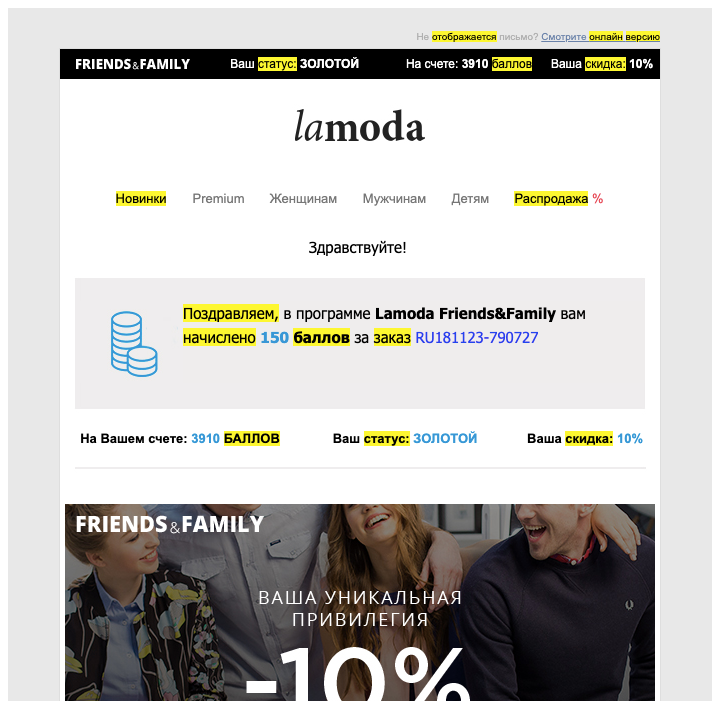 Не отображается письмо? Смотрите онлайн версию
FRIENDS&FAMILY Ваш статус: ЗОЛОТОЙ На счете: 3910 баллов Ваша скидка: 10%
lamoda
Новинки Premium Женщинам Мужчинам Детям Распродажа %
Здравствуйте!
Поздравляем, в программе Lamoda Friends&Family вам
начислено 150 баллов за заказ RU181123-790727
На Вашем счете: 3910 БАЛЛОВ Ваш статус: ЗОЛОТОЙ Ваша скидка: 10%
FRIENDS&FAMILY
ВАША УНИКАЛЬНАЯ
ПРИВИЛЕГИЯ
-10%